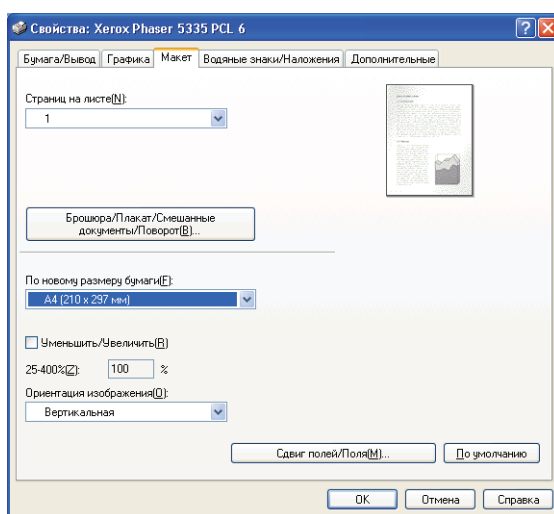 Свойства: Xerox Phaser 5335 PCL 6
Бумага/Вывод Графика Макет Водяные знаки/Наложения Дополнительные
Страниц на листе(N):
1
Брошюра/Плакат/Смешанные
документы/Поворот(B)...
По новому размеру бумаги(F):
A4 (210 x 297 мм)
Уменьшить/Увеличить(R)
25-400%(Z): 100 %
Ориентация изображения(O):
Вертикальная
Сдвиг полей/Поля(M)... По умолчанию
OK Отмена Справка